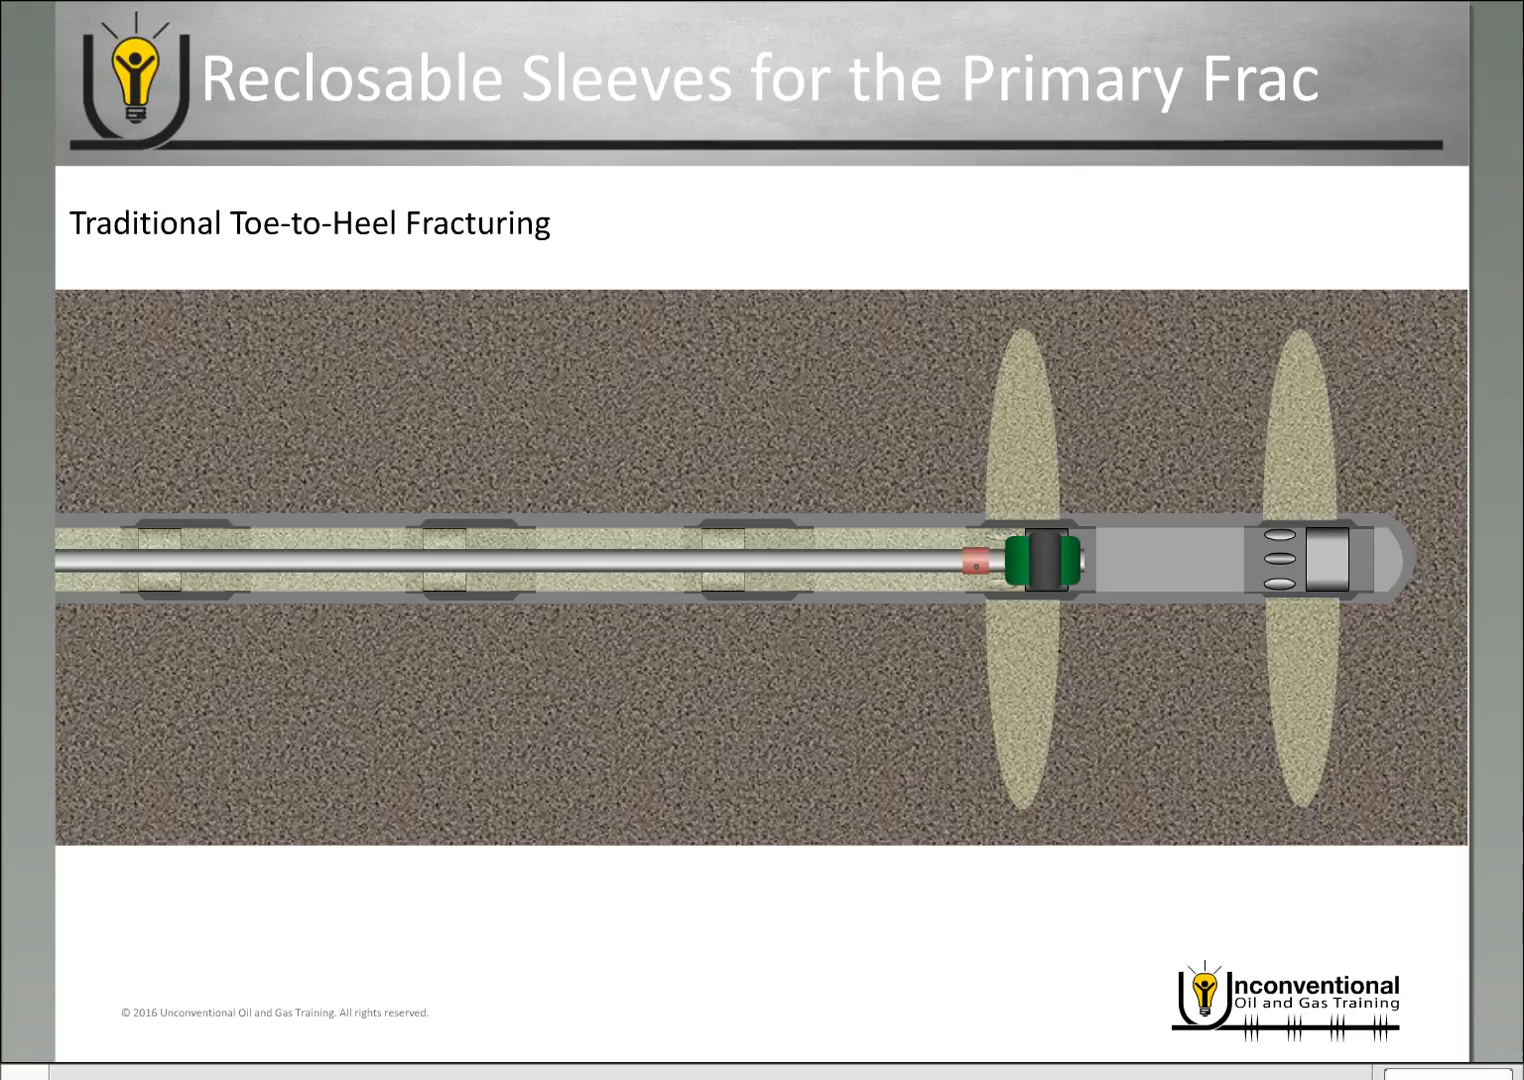 Reclosable Sleeves for the Primary Frac
Traditional Toe-to-Heel Fracturing
© 2016 Unconventional Oil and Gas Training. All rights reserved.
Unconventional
Oil and Gas Training